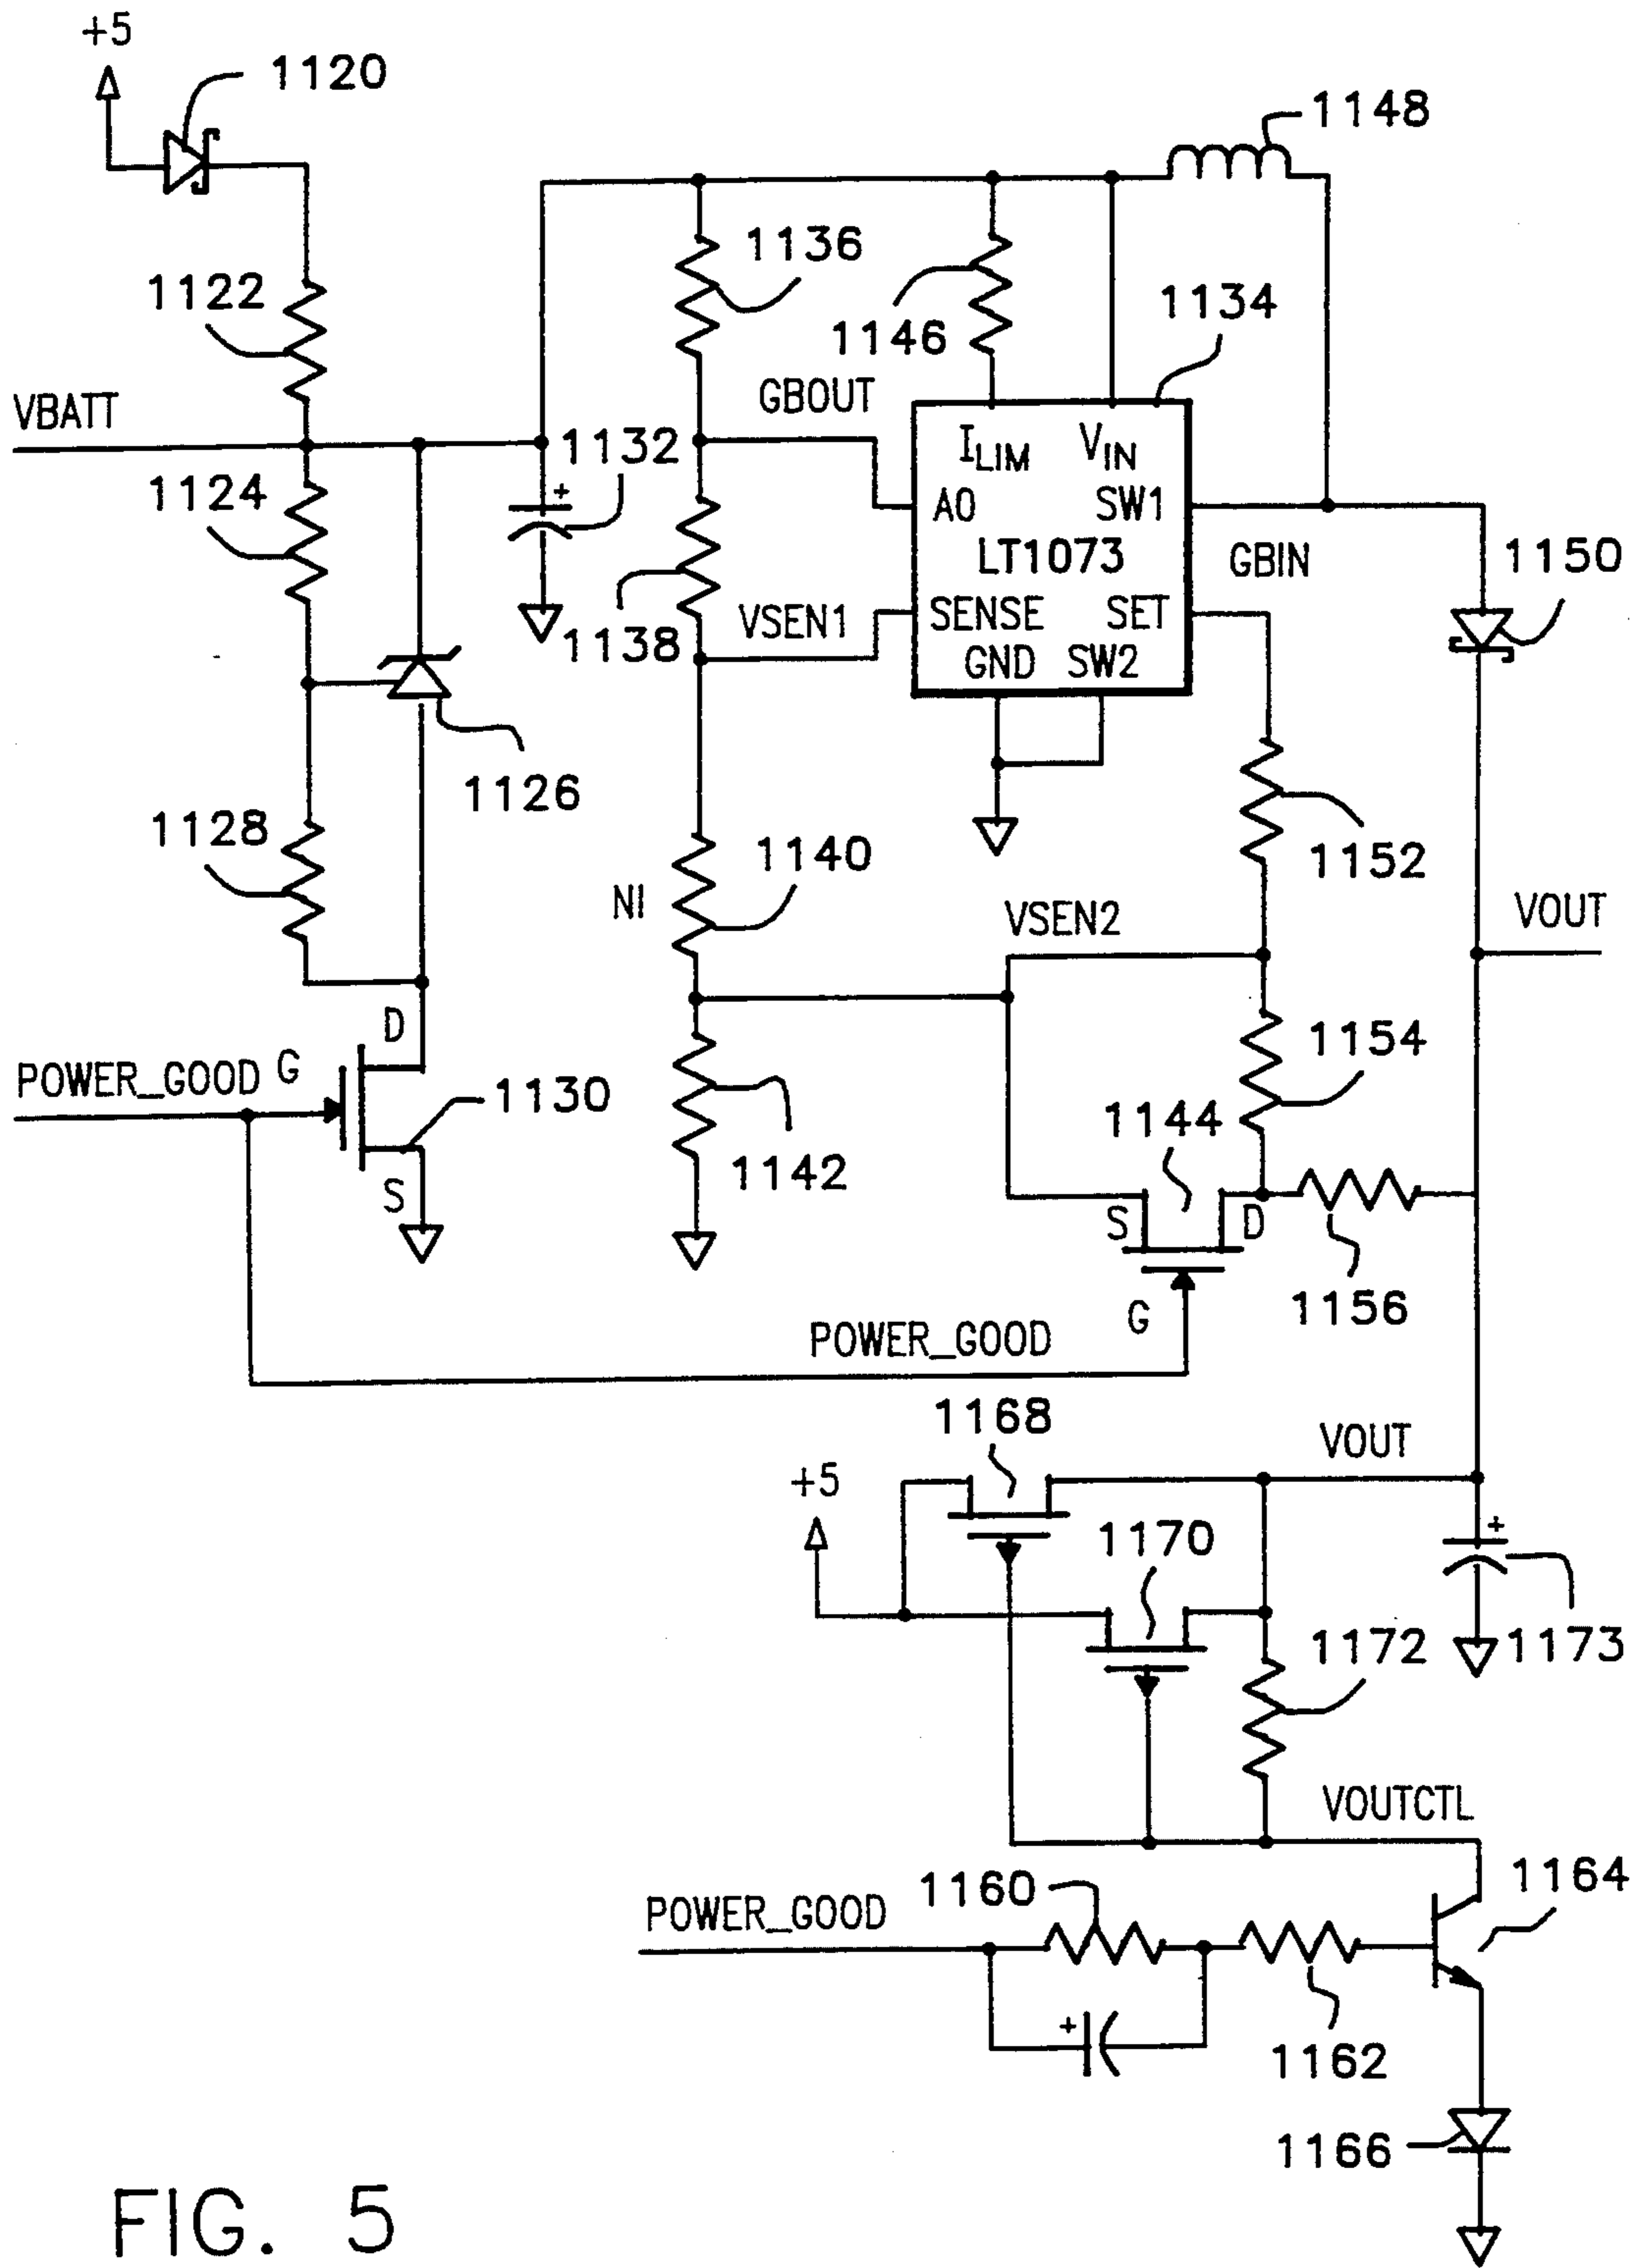 +5
1120
1148
1122
1136
1146
1134
VBATT
GBOUT
1124
1132
+
ILIM VIN
A0 SW1
LT1073
GBIN
1150
1138
VSEN1
SENSE SET
GND SW2
1126
1128
1140
1152
NI
VSEN2
VOUT
D
1154
POWER_GOOD G
1130
1144
1142
S
S D
1156
G
POWER_GOOD
1168
VOUT
+5
1170
+
1172
1173
VOUTCTL
1160
1164
POWER_GOOD
+
1162
1166
FIG. 5